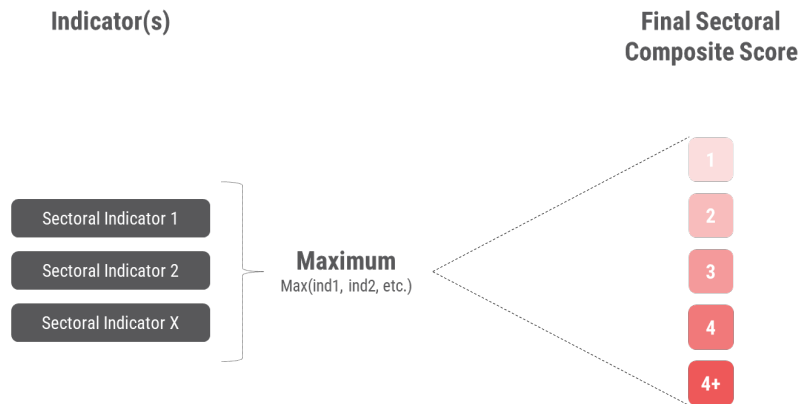 Indicator(s)
Final Sectoral
Composite Score
Sectoral Indicator 1
Sectoral Indicator 2
Sectoral Indicator X
Maximum
Max(ind1, ind2, etc.)
1
2
3
4
4+